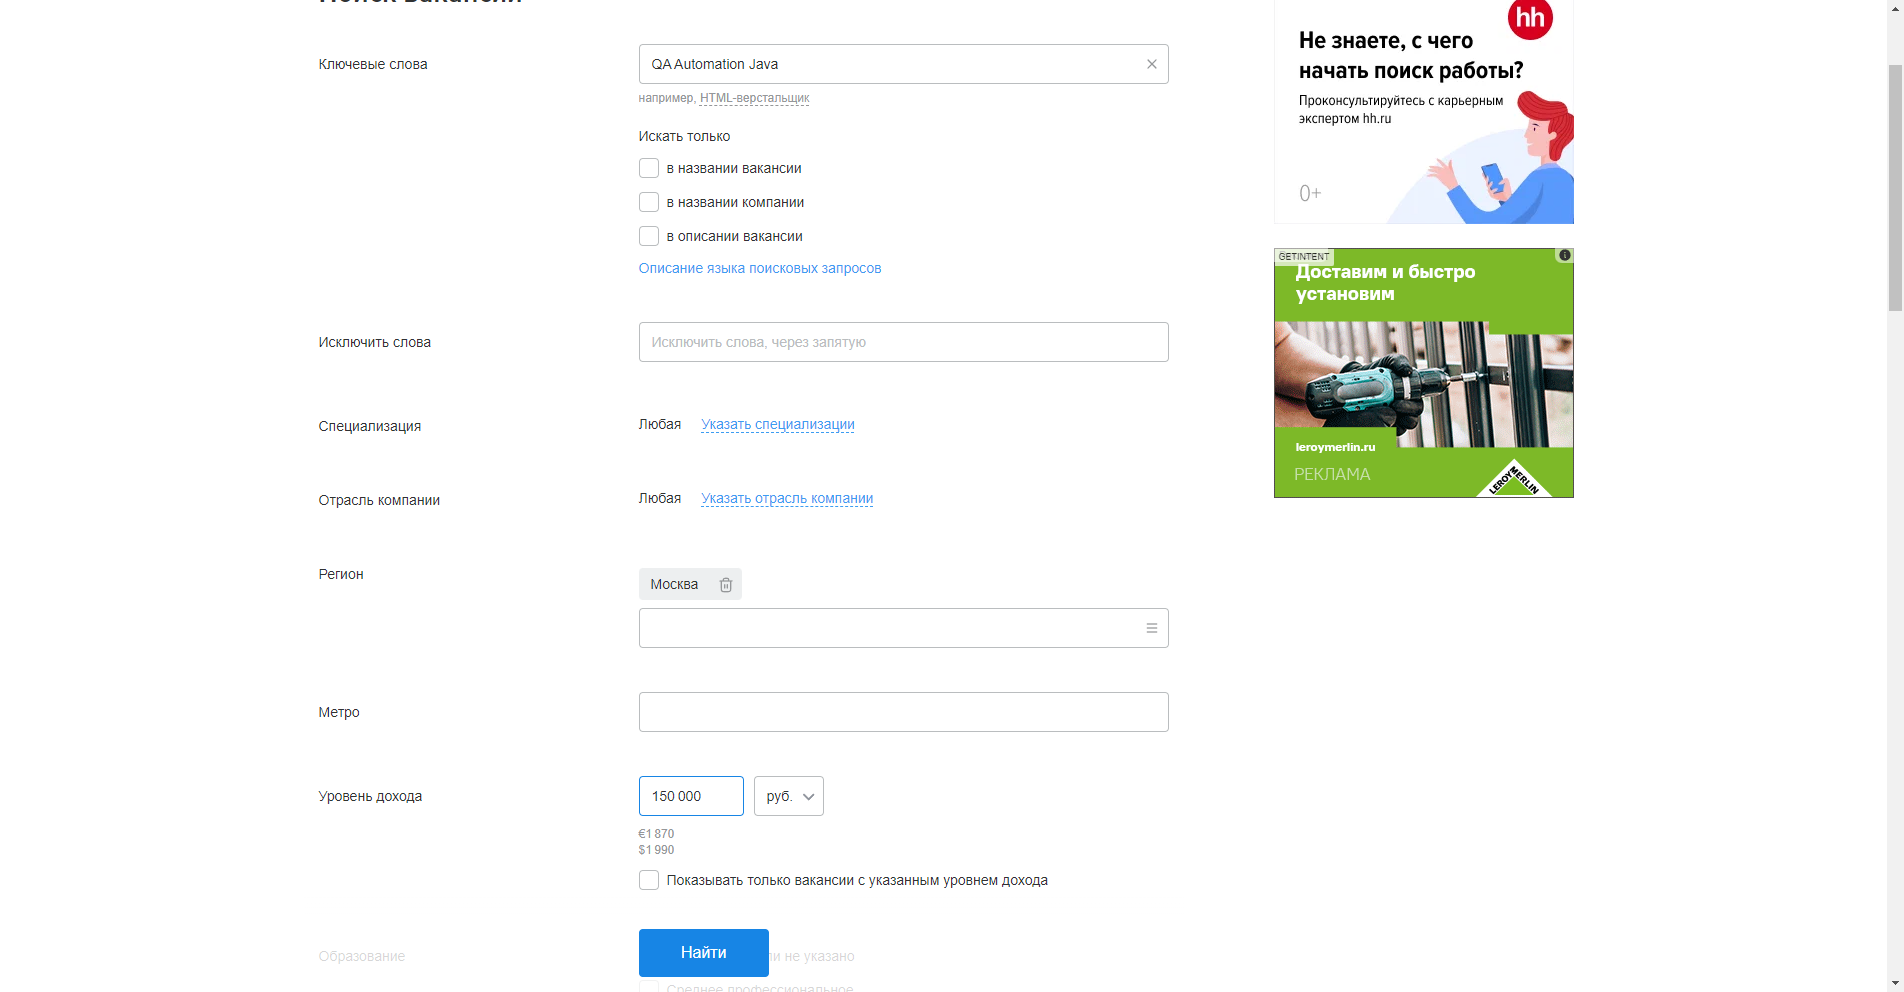 Поиск вакансий
Ключевые слова
QA Automation Java
например, HTML-верстальщик
Искать только
в названии вакансии
в названии компании
в описании вакансии
Описание языка поисковых запросов
Исключить слова
Исключить слова, через запятую
Специализация
Любая Указать специализации
Отрасль компании
Любая Указать отрасль компании
Регион
Москва
Метро
Уровень дохода
150 000 руб.
€1 870
$1 990
Показывать только вакансии с указанным уровнем дохода
Найти
Образование
ли не указано
Среднее профессиональное
hh
Не знаете, с чего
начать поиск работы?
Проконсультируйтесь с карьерным
экспертом hh.ru
0+
GETINTENT
Доставим и быстро
установим
leroymerlin.ru
РЕКЛАМА
LEROY MERLIN